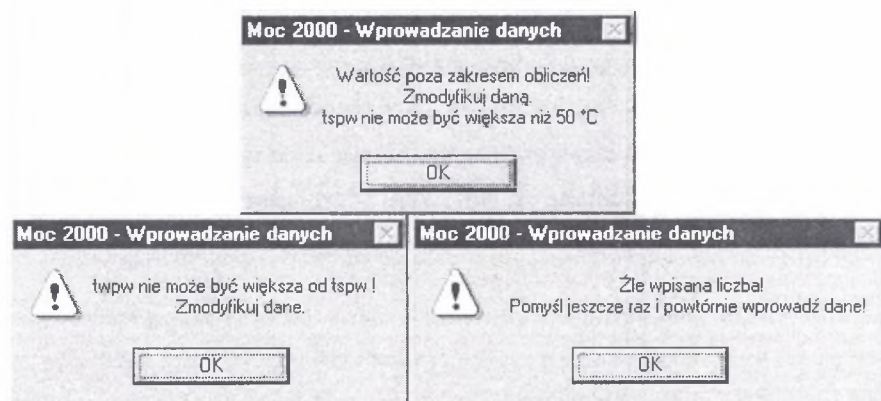 Moc 2000 - Wprowadzanie danych
Wartość poza zakresem obliczeń!
Zmodyfikuj daną.
tspw nie może być większa niż 50 °C
OK
Moc 2000 - Wprowadzanie danych
twpw nie może być większa od tspw !
Zmodyfikuj dane.
OK
Moc 2000 - Wprowadzanie danych
Źle wpisana liczba!
Pomyśl jeszcze raz i powtórnie wprowadź dane!
OK